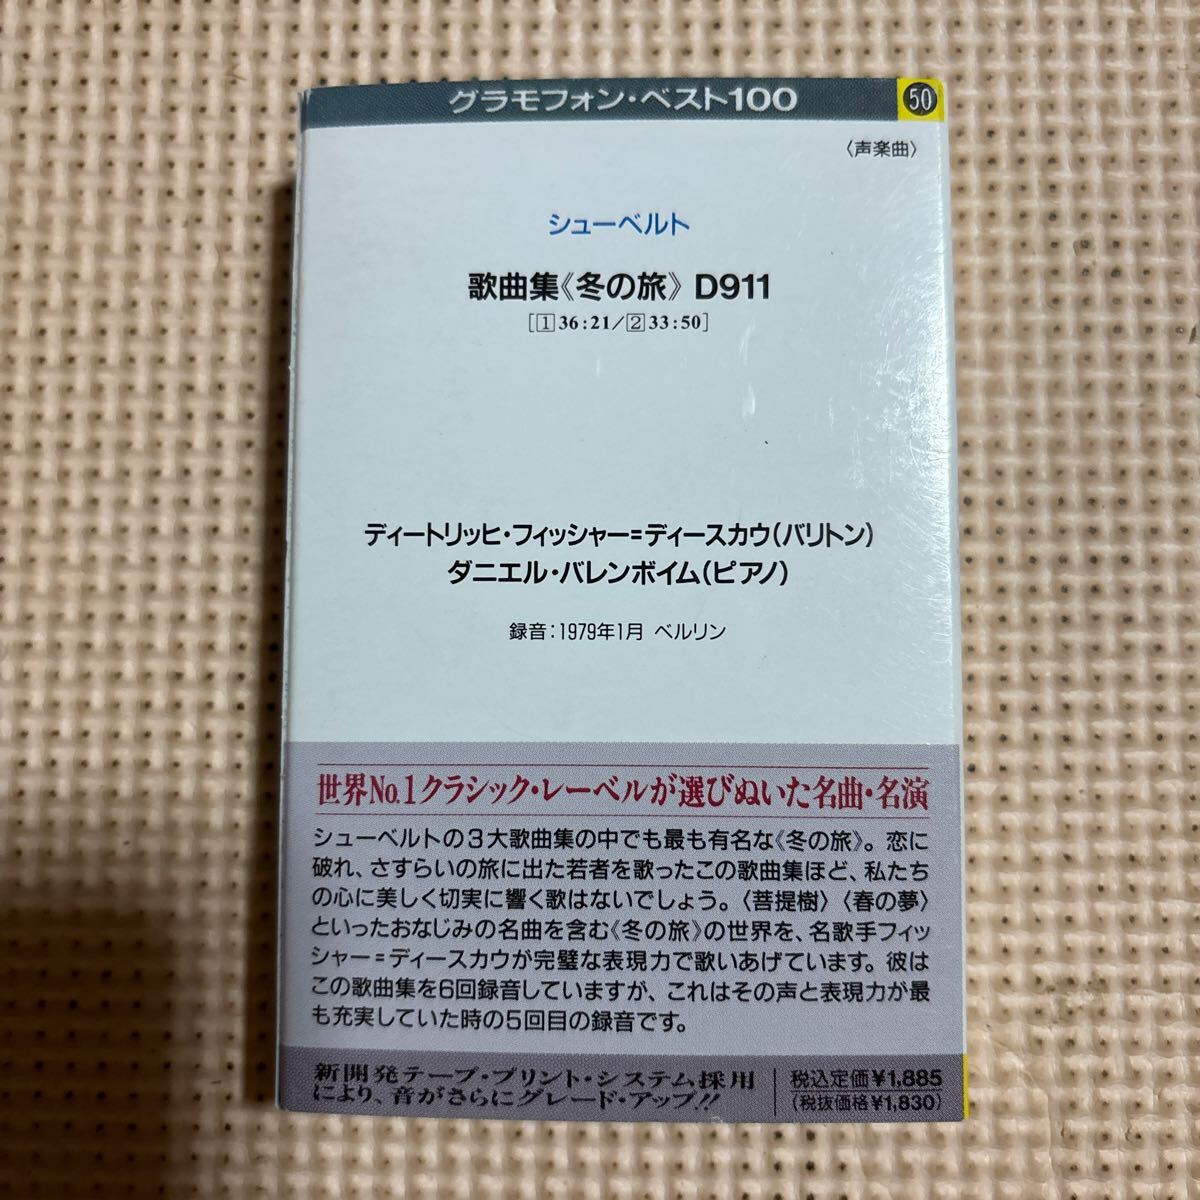 グラモフォン・ベスト100 50
〈声楽曲〉
シューベルト
歌曲集《冬の旅》 D911
[1 36:21/2 33:50]
ディートリッヒ・フィッシャー=ディースカウ(バリトン)
ダニエル・バレンボイム(ピアノ)
録音:1979年1月 ベルリン
世界No.1クラシック・レーベルが選びぬいた名曲・名演
シューベルトの3大歌曲集の中でも最も有名な《冬の旅》。恋に
破れ、さすらいの旅に出た若者を歌ったこの歌曲集ほど、私たち
の心に美しく切実に響く歌はないでしょう。〈菩提樹〉〈春の夢〉
といったおなじみの名曲を含む《冬の旅》の世界を、名歌手フィッ
シャー=ディースカウが完璧な表現力で歌いあげています。彼は
この歌曲集を6回録音していますが、これはその声と表現力が最
も充実していた時の5回目の録音です。
新開発テープ・プリント・システム採用
により、音がさらにグレード・アップ!!
税込定価¥1,885
(税抜価格¥1,830)